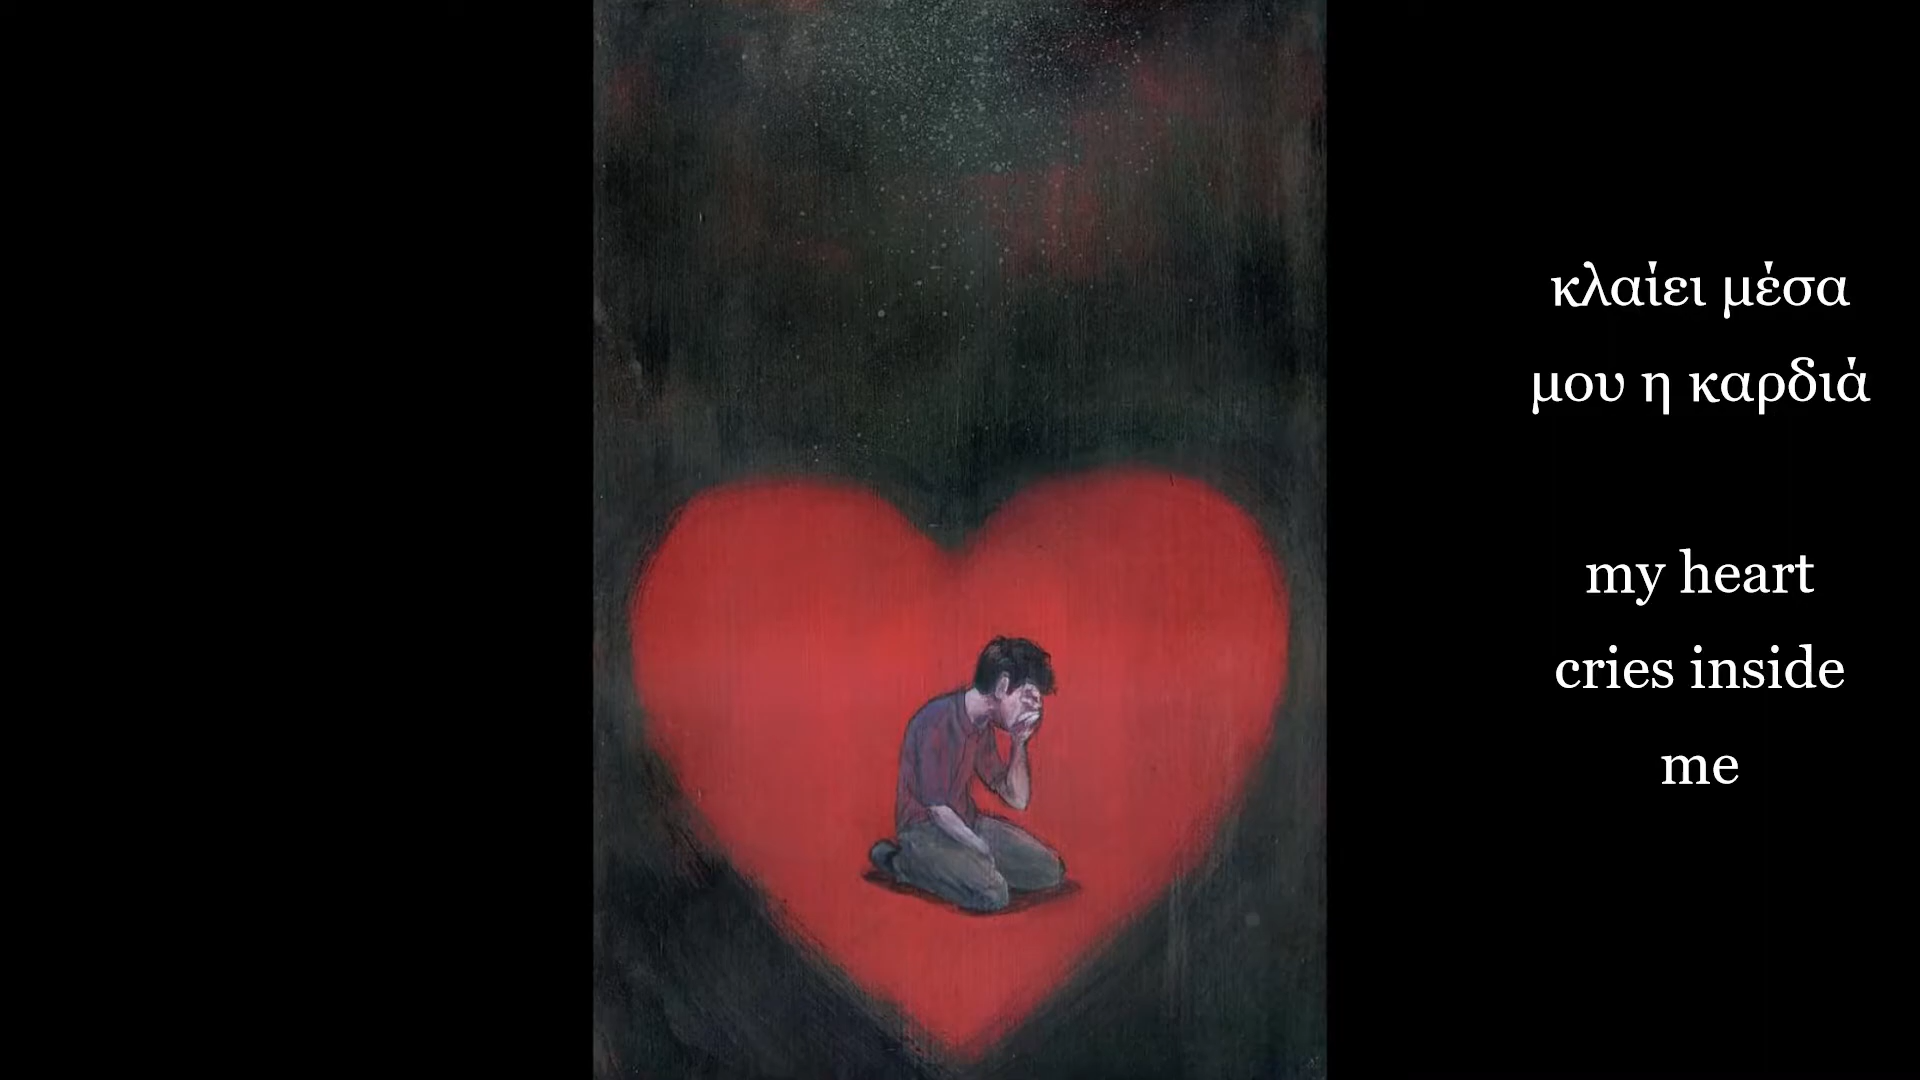 κλαίει μέσα
μου η καρδιά
my heart
cries inside
me